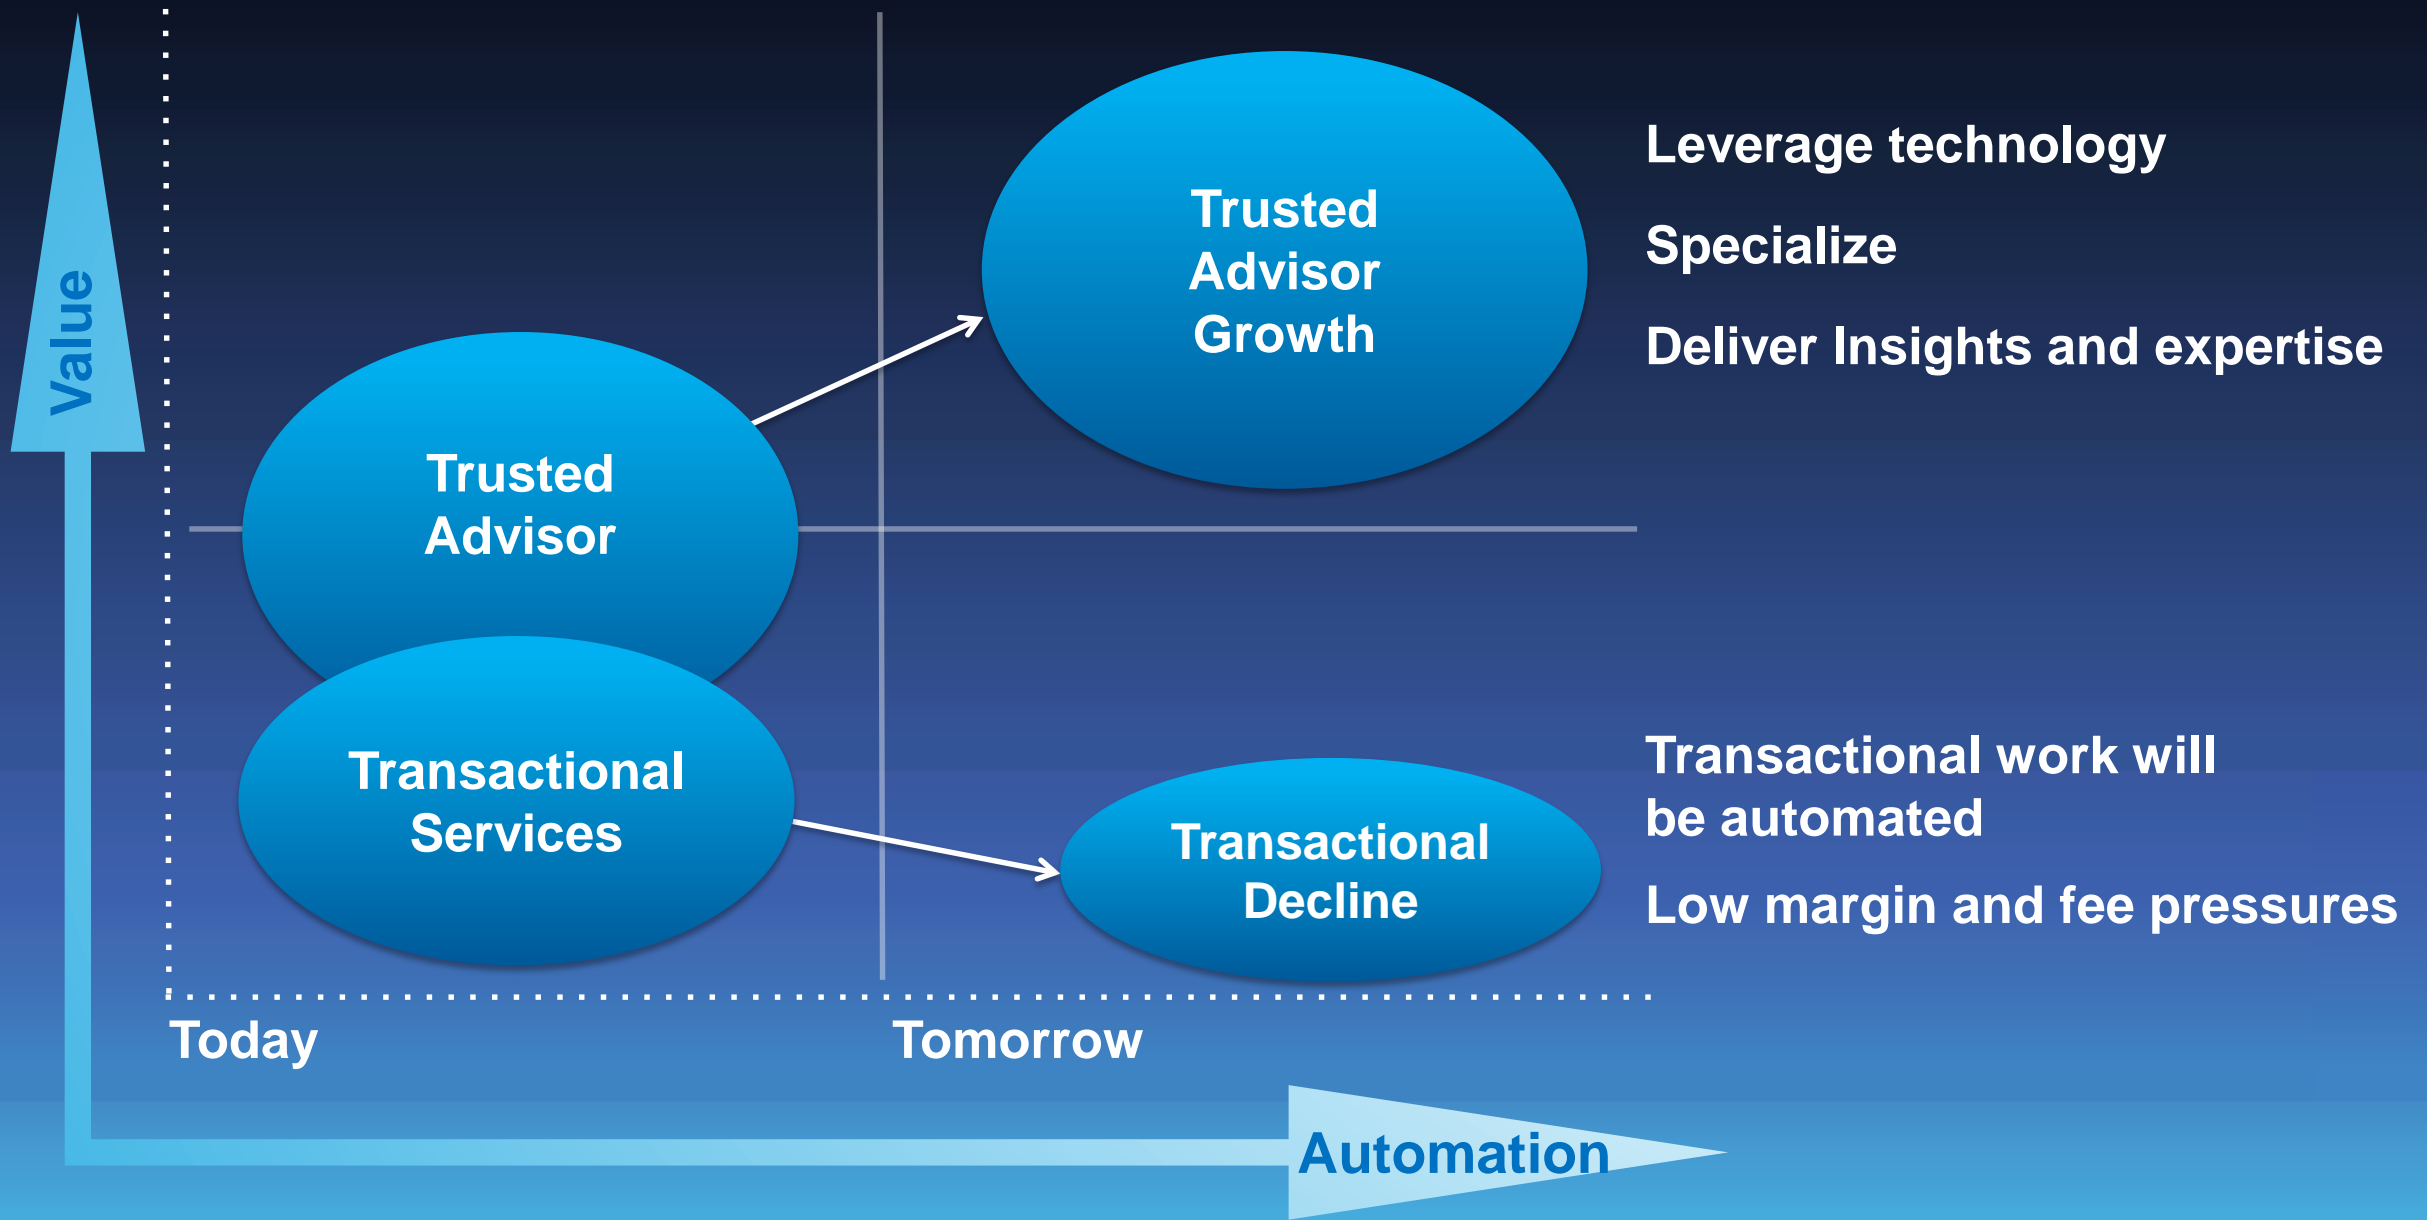 Value
Trusted
Advisor
Growth
Leverage technology
Specialize
Deliver Insights and expertise
Trusted
Advisor
Transactional
Services
Transactional
Decline
Transactional work will
be automated
Low margin and fee pressures
Today
Tomorrow
Automation